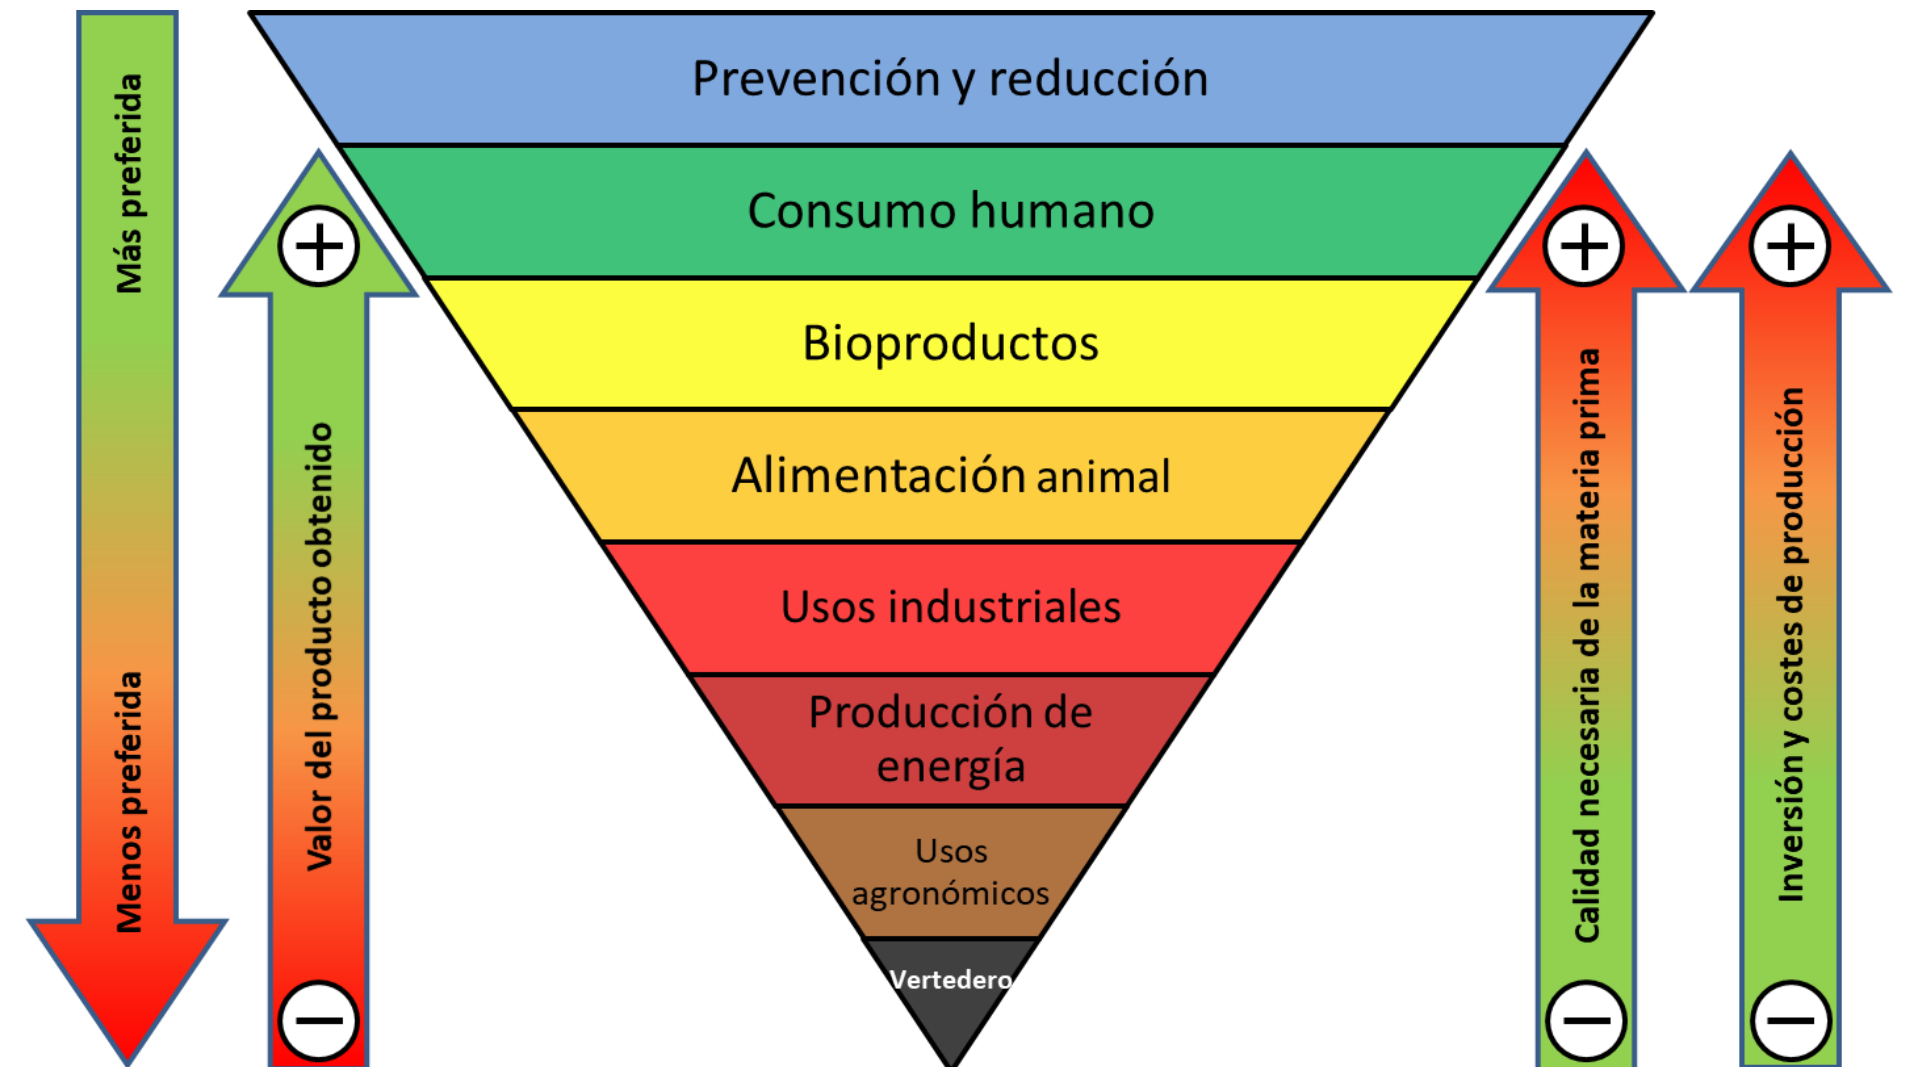 Más preferida
Menos preferida
Valor del producto obtenido
+
−
Prevención y reducción
Consumo humano
Bioproductos
Alimentación animal
Usos industriales
Producción de
energía
Usos
agronómicos
Vertedero
+
Calidad necesaria de la materia prima
−
+
Inversión y costes de producción
−